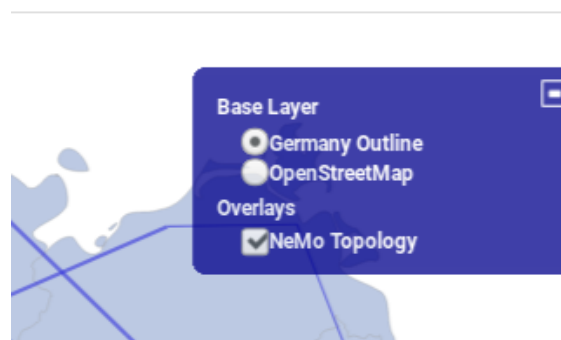 Base Layer
Germany Outline
OpenStreetMap
Overlays
NeMo Topology